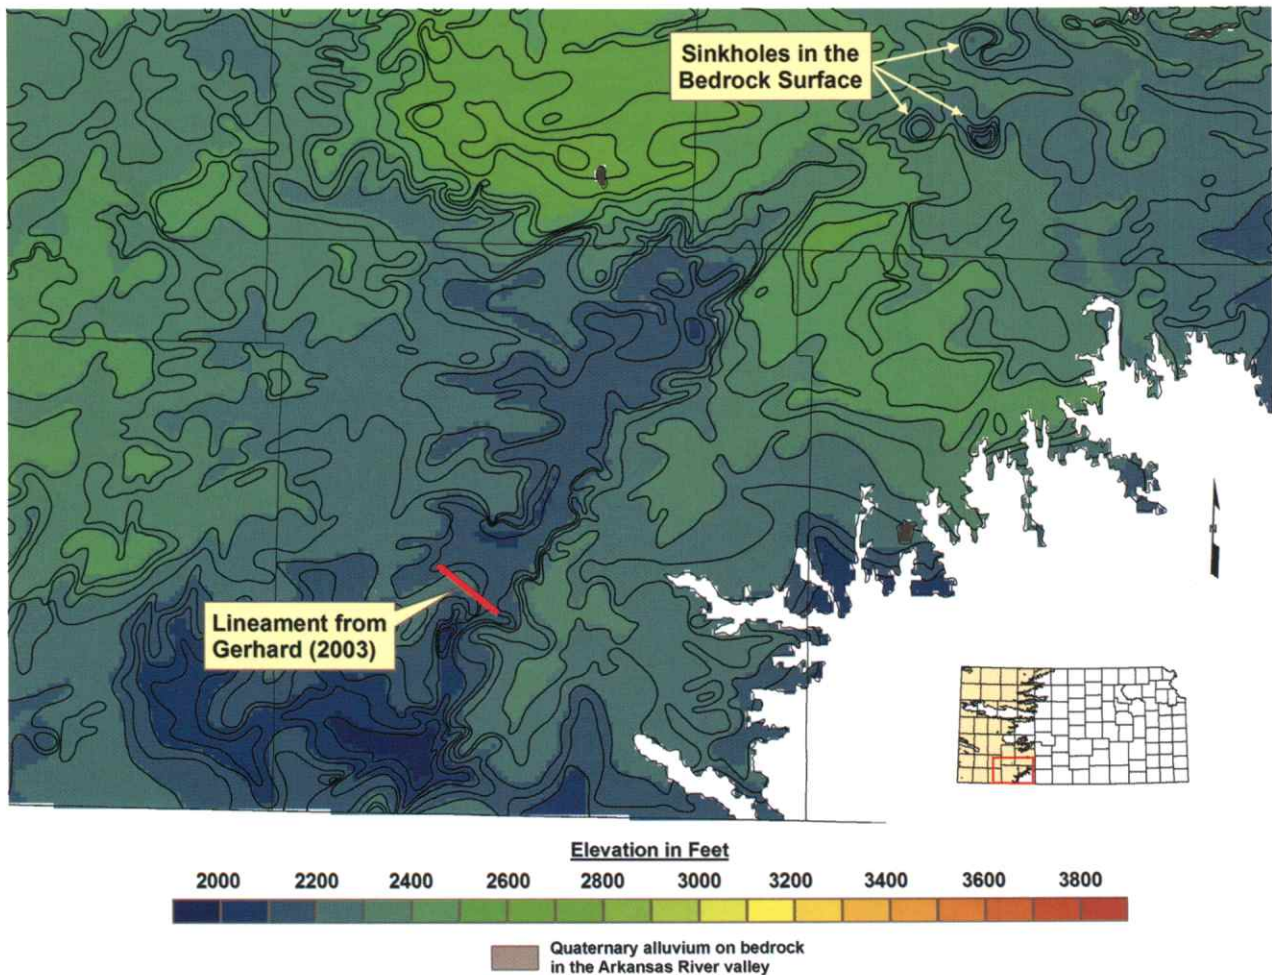 Sinkholes in the
Bedrock Surface
Lineament from
Gerhard (2003)
Elevation in Feet
2000 2200 2400 2600 2800 3000 3200 3400 3600 3800
Quaternary alluvium on bedrock
in the Arkansas River valley